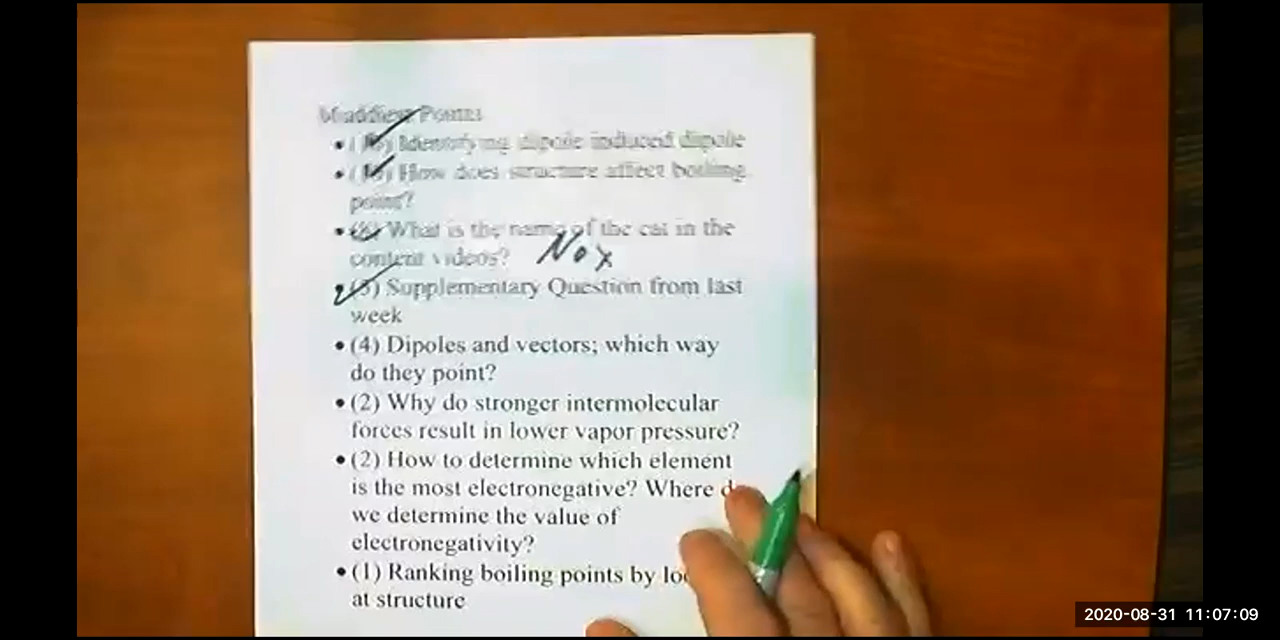 Muddiest Points
• ( ) Identifying dipole induced dipole
• ( ) How does structure affect boiling
point?
• What is the name of the cat in the
content videos? Nox
(3) Supplementary Question from last
week
• (4) Dipoles and vectors; which way
do they point?
• (2) Why do stronger intermolecular
forces result in lower vapor pressure?
• (2) How to determine which element
is the most electronegative? Where d
we determine the value of
electronegativity?
• (1) Ranking boiling points by lo
at structure
2020-08-31 11:07:09